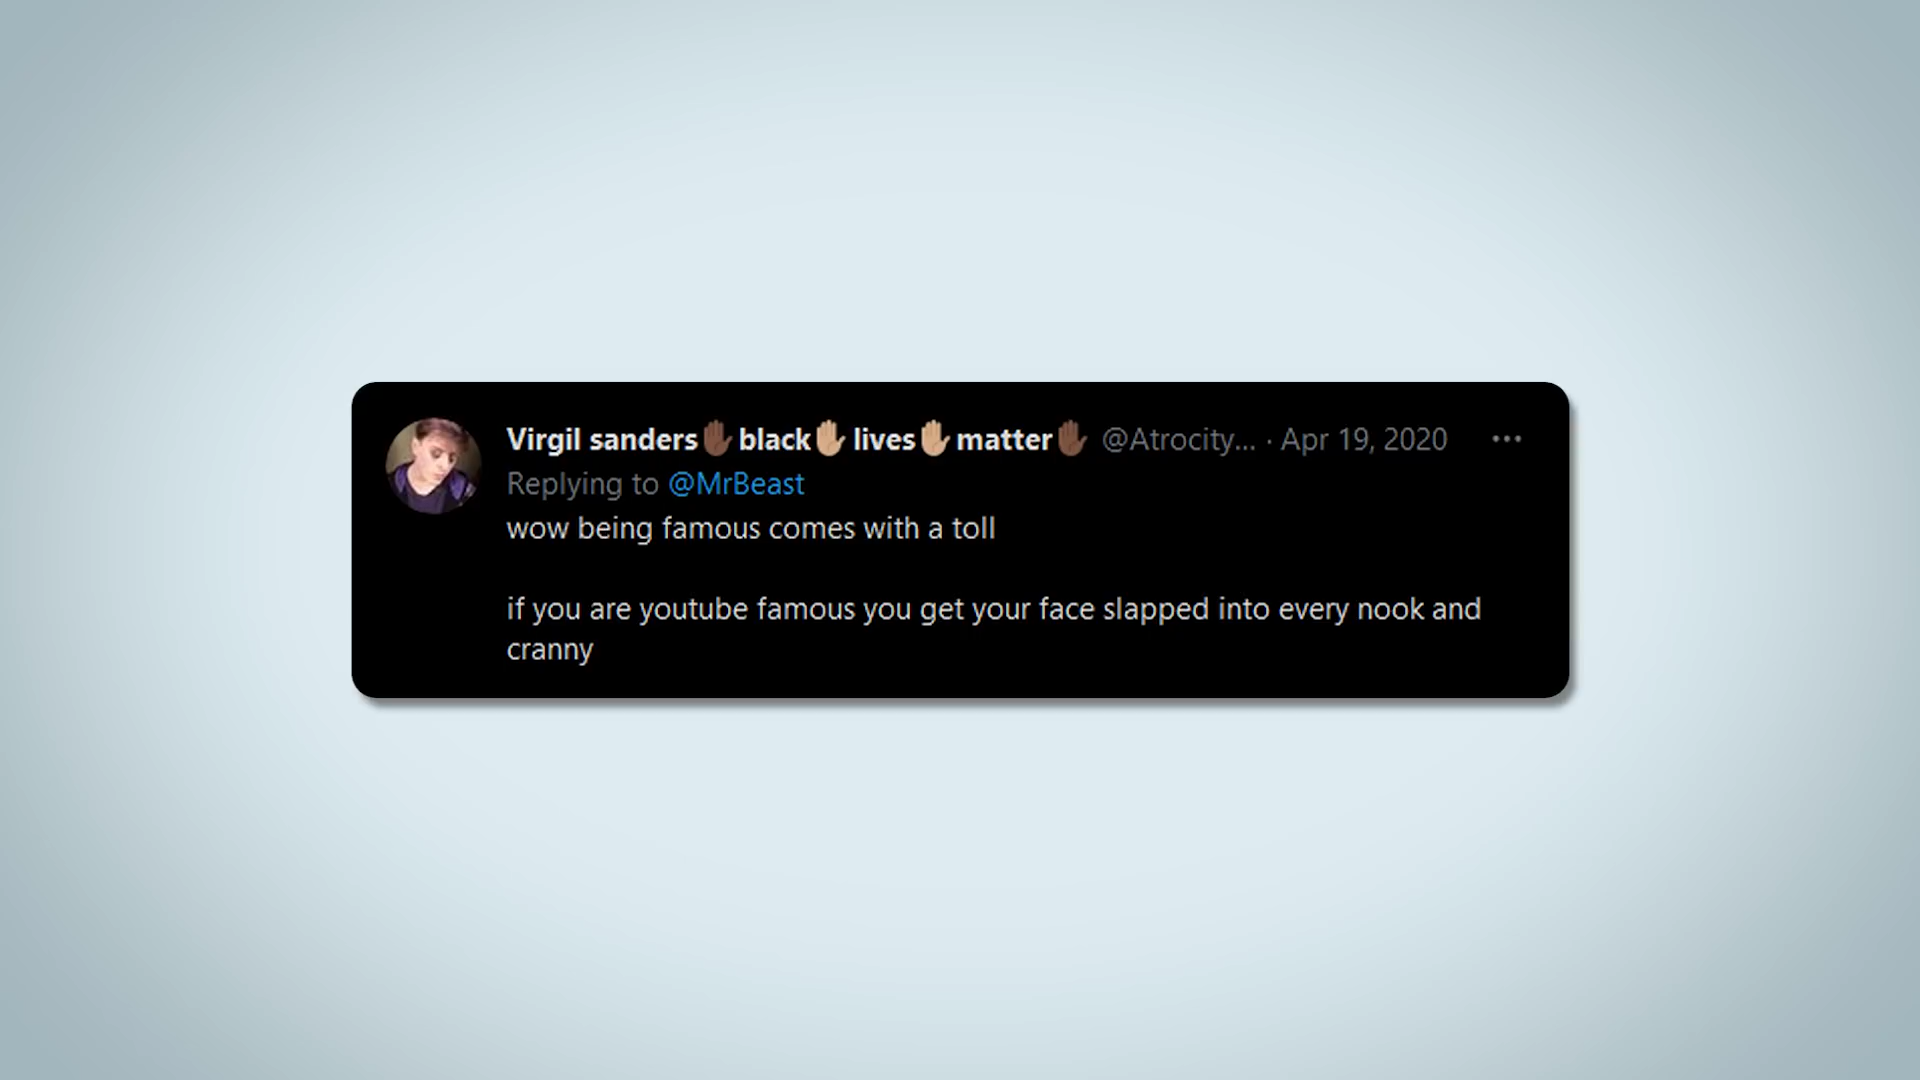 Virgil sanders✋🏾black✋🏼lives✋🏼matter✋🏾 @Atrocity... · Apr 19, 2020
Replying to @MrBeast
wow being famous comes with a toll
if you are youtube famous you get your face slapped into every nook and
cranny